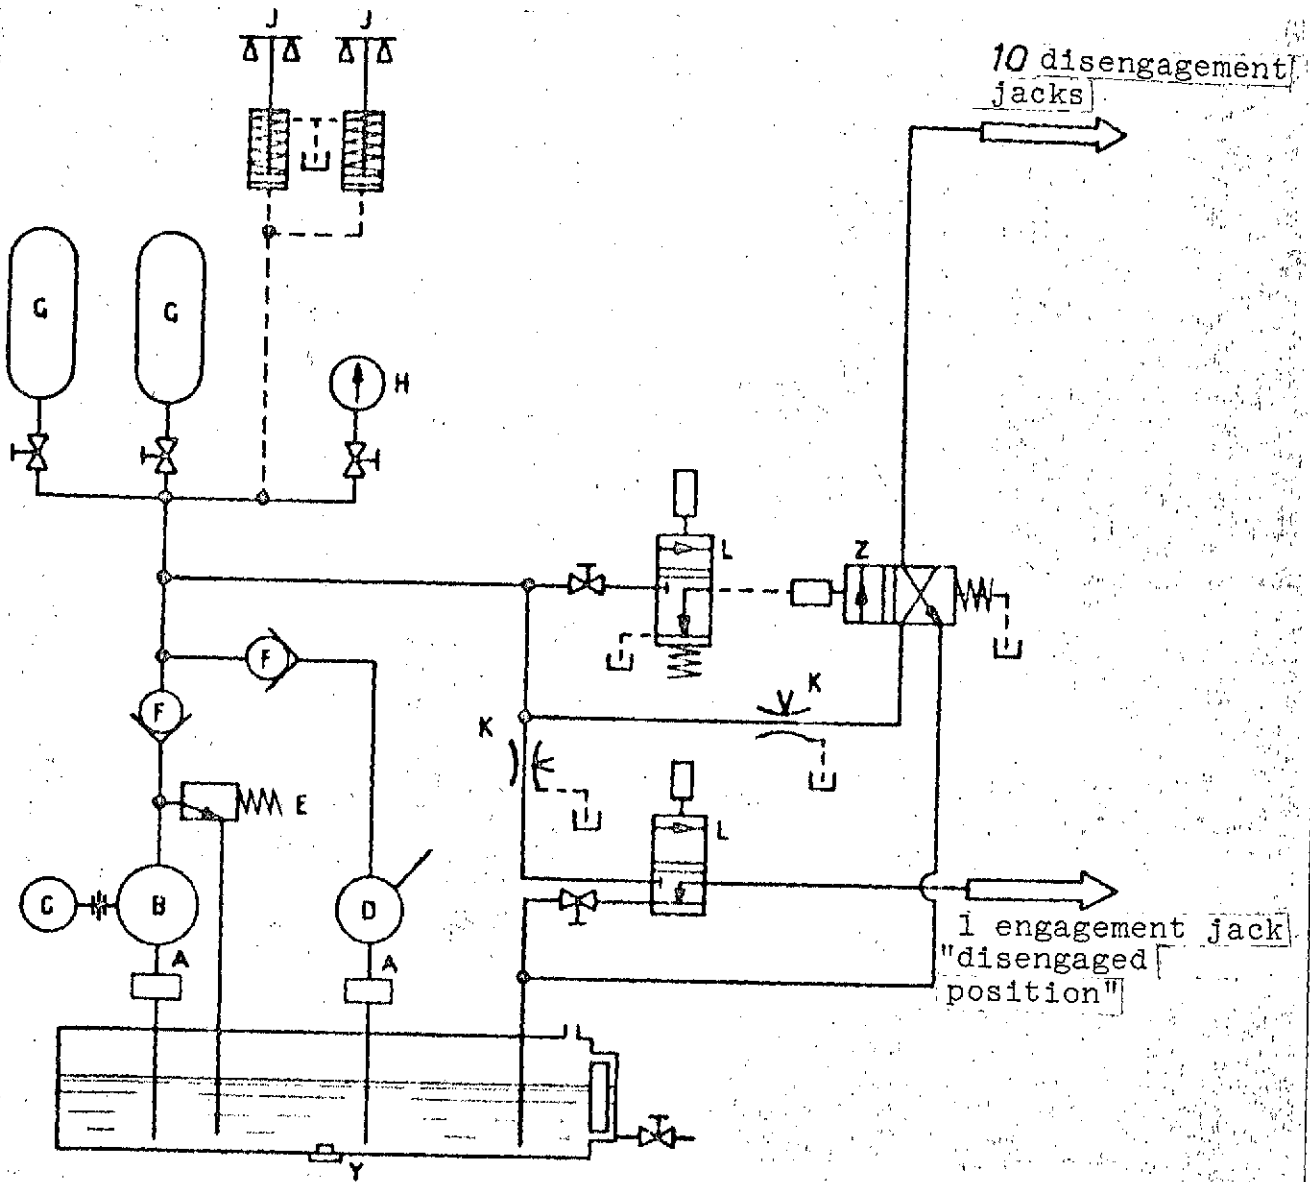 J J
10 disengagement
jacks
G G
H
L
Z
F
F
K
K
E
L
C B D
A A
1 engagement jack
"disengaged
position"
Y